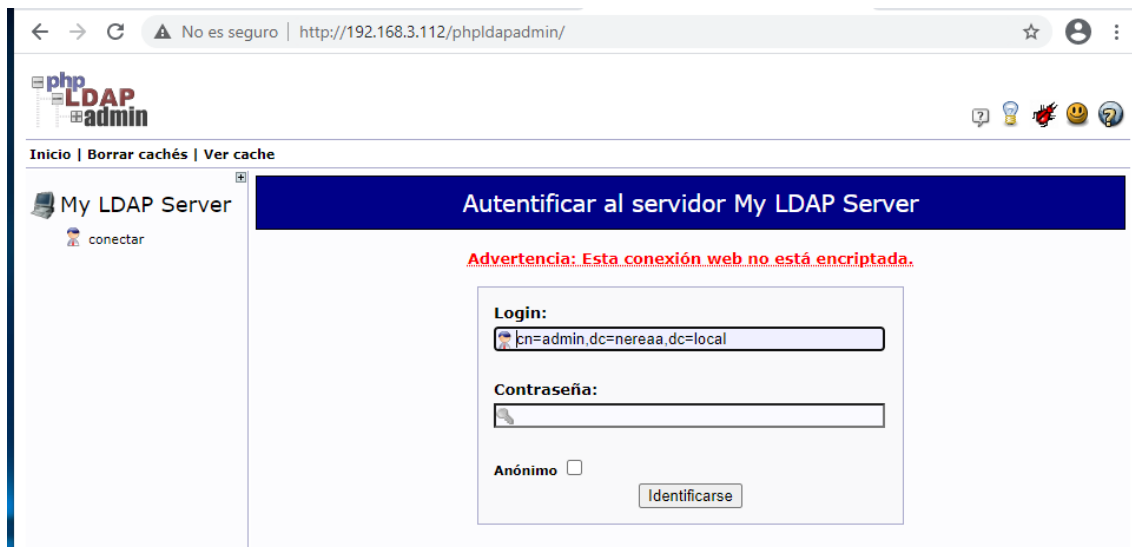 No es seguro | http://192.168.3.112/phpldapadmin/
php
LDAP
admin
Inicio | Borrar cachés | Ver cache
My LDAP Server
conectar
Autentificar al servidor My LDAP Server
Advertencia: Esta conexión web no está encriptada.
Login:
cn=admin,dc=nereaa,dc=local
Contraseña:
Anónimo
Identificarse